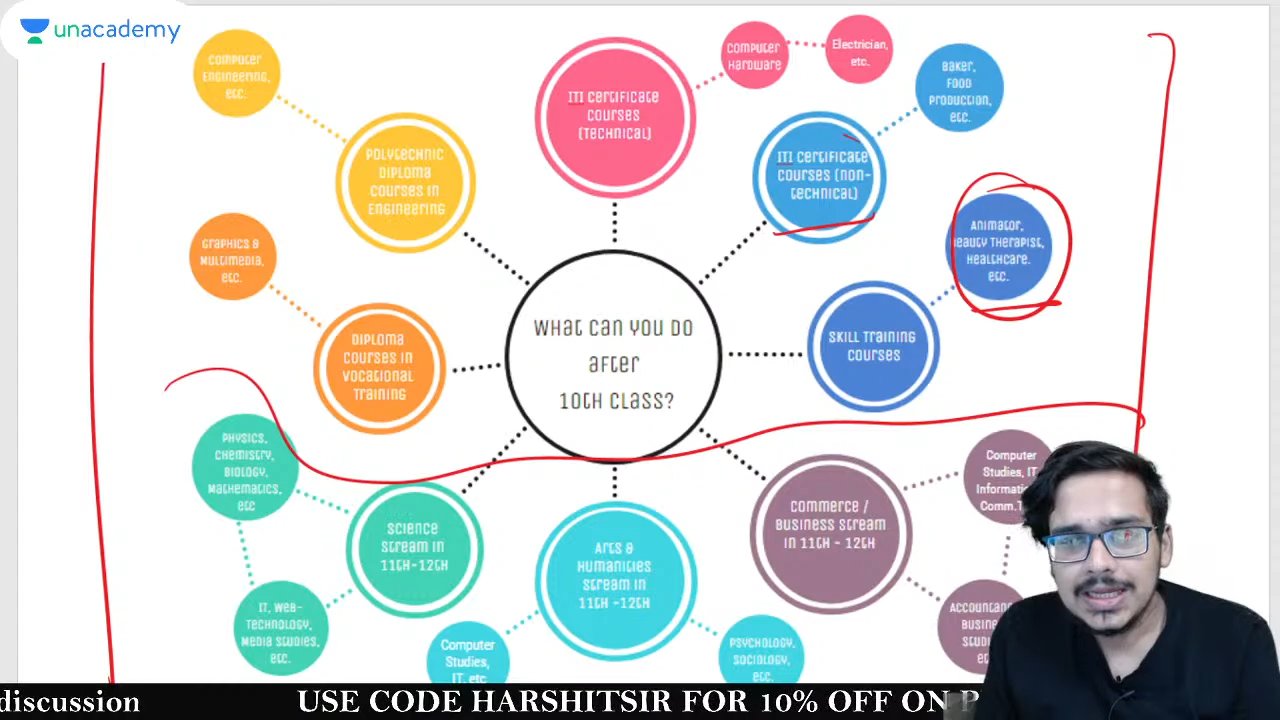 unacademy
Computer
Engineering,
etc.
Polytechnic
Diploma
Courses in
Engineering
ITI Certificate
Courses
(Technical)
Computer
Hardware
Electrician,
etc.
ITI Certificate
Courses (Non-
Technical)
Baker,
Food
Production,
etc.
Graphics &
Multimedia,
etc.
Diploma
Courses in
Vocational
Training
What can you do
after
10th Class?
Skill Training
Courses
Animator,
Beauty Therapist,
Healthcare.
etc.
Physics,
Chemistry,
Biology,
Mathematics,
etc
Science
Stream in
11th-12th
IT, Web-
Technology,
Media Studies,
etc.
Arts &
Humanities
Stream in
11th -12th
Computer
Studies,
IT, etc
Psychology,
Sociology,
etc.
Commerce /
Business Stream
in 11th - 12th
Computer
Studies, IT
Comm.T
discussion
USE CODE HARSHITSIR FOR 10% OFF ON P